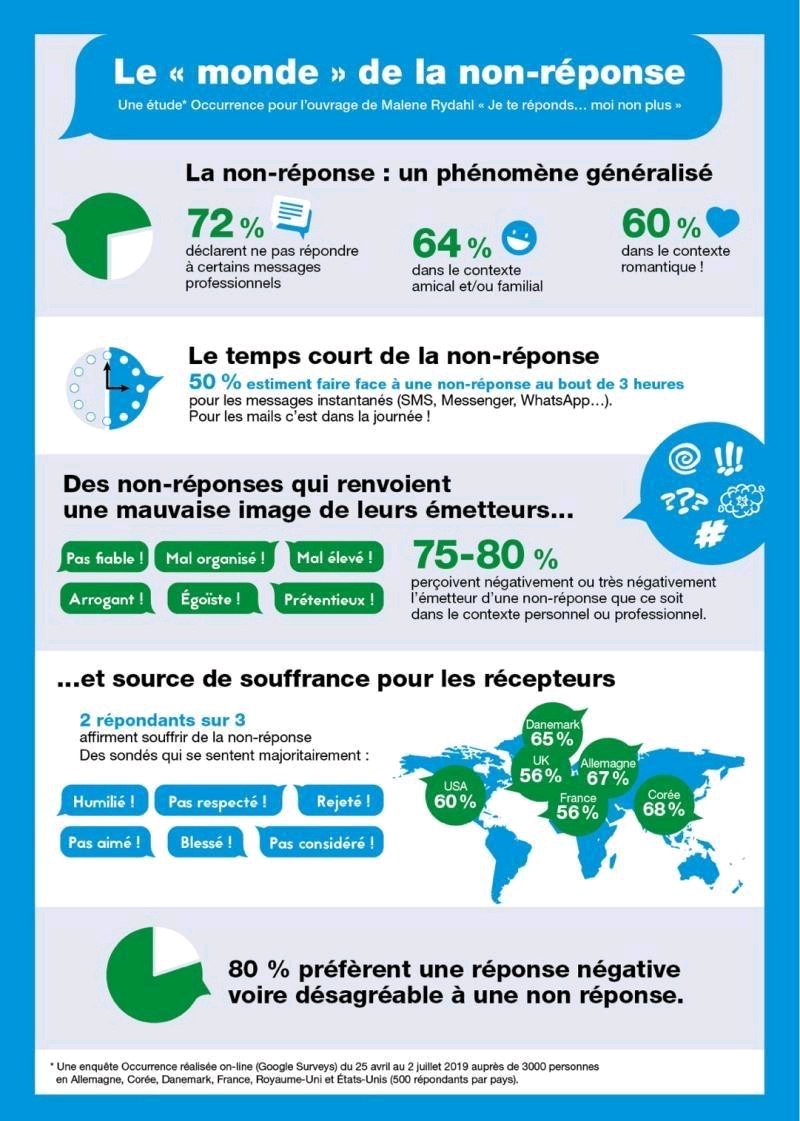 Le « monde » de la non-réponse
Une étude* Occurrence pour l'ouvrage de Malene Rydahl « Je te réponds... moi non plus »
La non-réponse : un phénomène généralisé
72 %
déclarent ne pas répondre
à certains messages
professionnels
64 %
dans le contexte
amical et/ou familial
60 %
dans le contexte
romantique !
Le temps court de la non-réponse
50 % estiment faire face à une non-réponse au bout de 3 heures
pour les messages instantanés (SMS, Messenger, WhatsApp...).
Pour les mails c'est dans la journée !
Des non-réponses qui renvoient
une mauvaise image de leurs émetteurs...
Pas fiable !
Mal organisé !
Mal élevé !
Arrogant !
Égoïste !
Prétentieux !
75-80 %
perçoivent négativement ou très négativement
l'émetteur d'une non-réponse que ce soit
dans le contexte personnel ou professionnel.
!!!
???
#
...et source de souffrance pour les récepteurs
2 répondants sur 3
affirment souffrir de la non-réponse
Des sondés qui se sentent majoritairement :
Humilié !
Pas respecté !
Rejeté !
Pas aimé !
Blessé !
Pas considéré !
Danemark
65 %
UK
56 %
Allemagne
67 %
USA
60 %
France
56 %
Corée
68 %
80 % préfèrent une réponse négative
voire désagréable à une non réponse.
* Une enquête Occurrence réalisée on-line (Google Surveys) du 25 avril au 2 juillet 2019 auprès de 3000 personnes
en Allemagne, Corée, Danemark, France, Royaume-Uni et États-Unis (500 répondants par pays).